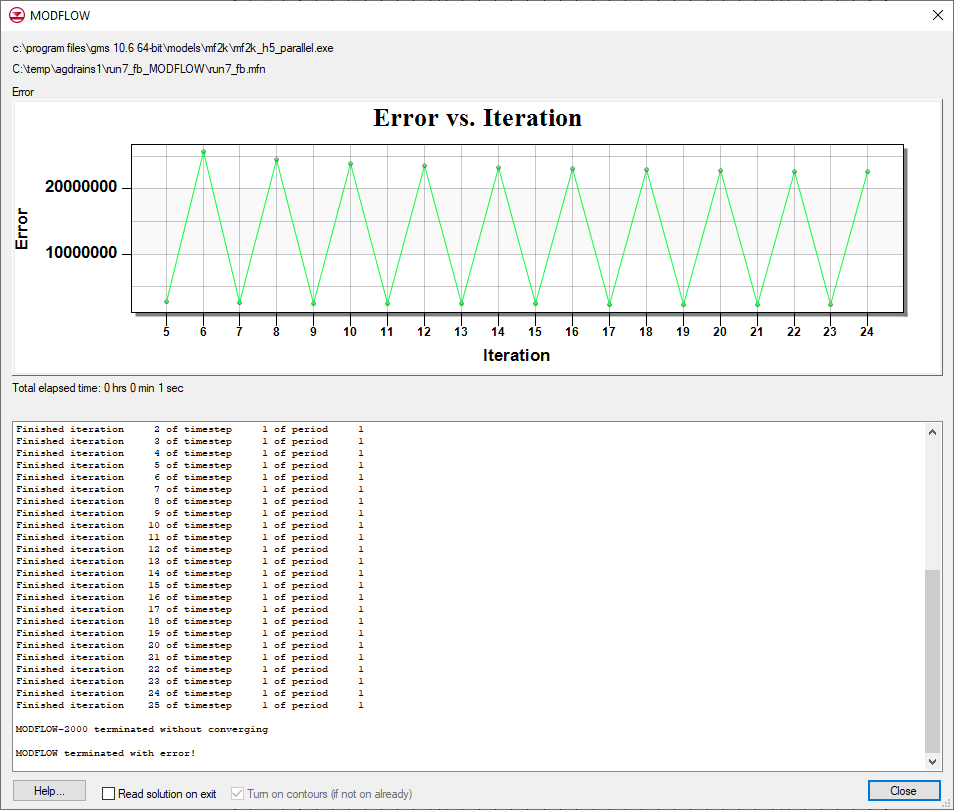 MODFLOW
c:\program files\gms 10.6 64-bit\models\mf2k\mf2k_h5_parallel.exe
C:\temp\agdrains1\run7_fb_MODFLOW\run7_fb.mfn
Error
Error vs. Iteration
20000000
10000000
Error
5 6 7 8 9 10 11 12 13 14 15 16 17 18 19 20 21 22 23 24
Iteration
Total elapsed time: 0 hrs 0 min 1 sec
Finished iteration 2 of timestep 1 of period 1
Finished iteration 3 of timestep 1 of period 1
Finished iteration 4 of timestep 1 of period 1
Finished iteration 5 of timestep 1 of period 1
Finished iteration 6 of timestep 1 of period 1
Finished iteration 7 of timestep 1 of period 1
Finished iteration 8 of timestep 1 of period 1
Finished iteration 9 of timestep 1 of period 1
Finished iteration 10 of timestep 1 of period 1
Finished iteration 11 of timestep 1 of period 1
Finished iteration 12 of timestep 1 of period 1
Finished iteration 13 of timestep 1 of period 1
Finished iteration 14 of timestep 1 of period 1
Finished iteration 15 of timestep 1 of period 1
Finished iteration 16 of timestep 1 of period 1
Finished iteration 17 of timestep 1 of period 1
Finished iteration 18 of timestep 1 of period 1
Finished iteration 19 of timestep 1 of period 1
Finished iteration 20 of timestep 1 of period 1
Finished iteration 21 of timestep 1 of period 1
Finished iteration 22 of timestep 1 of period 1
Finished iteration 23 of timestep 1 of period 1
Finished iteration 24 of timestep 1 of period 1
Finished iteration 25 of timestep 1 of period 1
MODFLOW-2000 terminated without converging
MODFLOW terminated with error!
Help... Read solution on exit Turn on contours (if not on already) Close